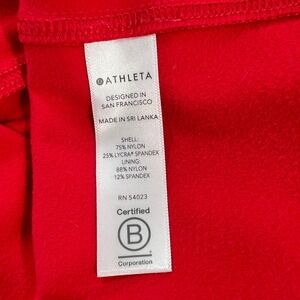 ATHLETA
DESIGNED IN
SAN FRANCISCO
MADE IN SRI LANKA
SHELL:
75% NYLON
25% LYCRA® SPANDEX
LINING:
88% NYLON
12% SPANDEX
RN 54023
Certified
B
Corporation